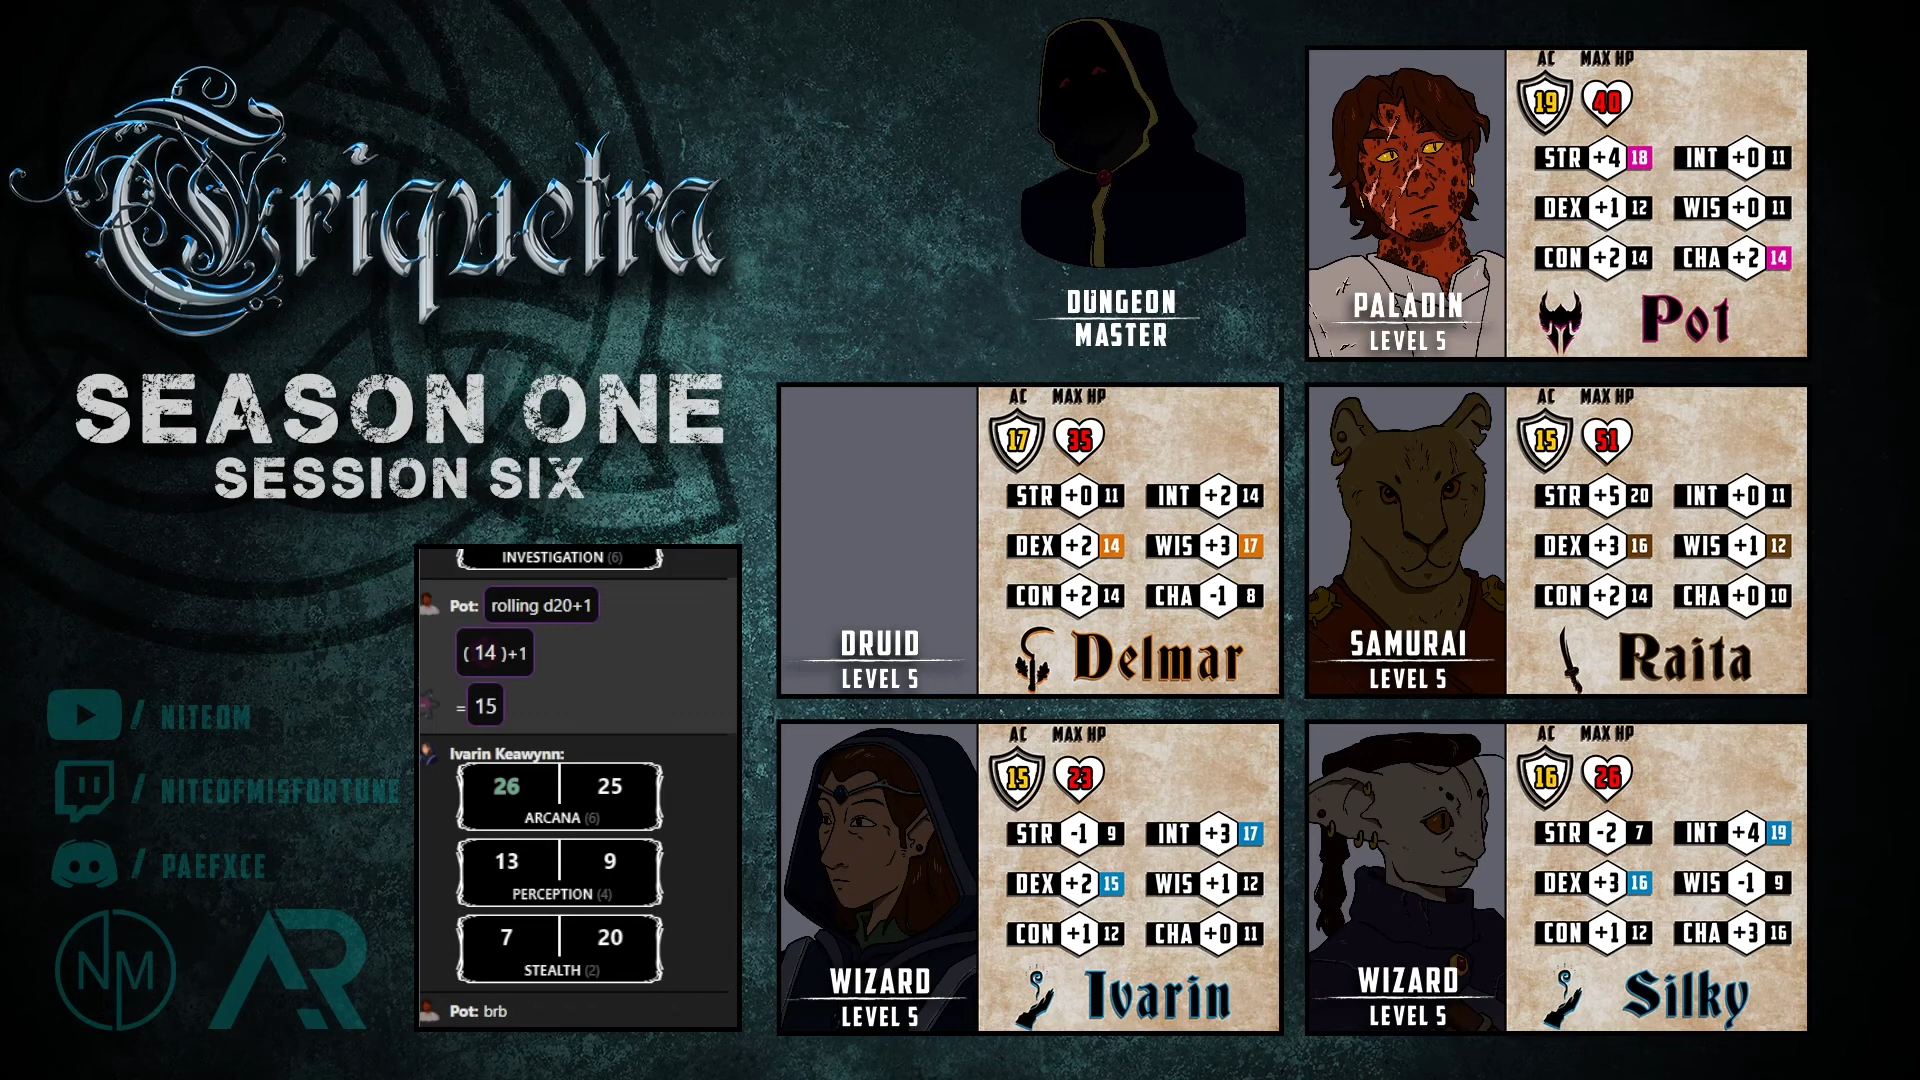 Triquetra
SEASON ONE
SESSION SIX
/ NITEOM
/ NITEOFMISFORTUNE
/ PAEFXCE
NM
AR
INVESTIGATION (6)
Pot: rolling d20+1
( 14 )+1
= 15
Ivarin Keawynn:
26 25
ARCANA (6)
13 9
PERCEPTION (4)
7 20
STEALTH (2)
Pot: brb
DUNGEON
MASTER
PALADIN
LEVEL 5
AC MAX HP
19 40
STR +4 18 INT +0 11
DEX +1 12 WIS +0 11
CON +2 14 CHA +2 14
Pot
DRUID
LEVEL 5
AC MAX HP
17 35
STR +0 11 INT +2 14
DEX +2 14 WIS +3 17
CON +2 14 CHA -1 8
Delmar
SAMURAI
LEVEL 5
AC MAX HP
15 51
STR +5 20 INT +0 11
DEX +3 16 WIS +1 12
CON +2 14 CHA +0 10
Raita
WIZARD
LEVEL 5
AC MAX HP
15 23
STR -1 9 INT +3 17
DEX +2 15 WIS +1 12
CON +1 12 CHA +0 11
Ivarin
WIZARD
LEVEL 5
AC MAX HP
16 26
STR -2 7 INT +4 19
DEX +3 16 WIS -1 9
CON +1 12 CHA +3 16
Silky